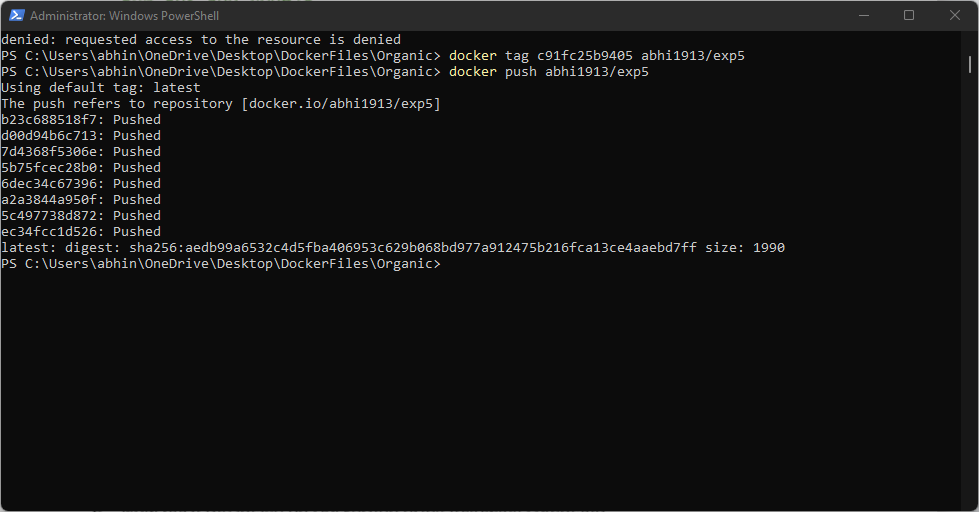 Administrator: Windows PowerShell
denied: requested access to the resource is denied
PS C:\Users\abhin\OneDrive\Desktop\DockerFiles\Organic> docker tag c91fc25b9405 abhi1913/exp5
PS C:\Users\abhin\OneDrive\Desktop\DockerFiles\Organic> docker push abhi1913/exp5
Using default tag: latest
The push refers to repository [docker.io/abhi1913/exp5]
b23c688518f7: Pushed
d00d94b6c713: Pushed
7d4368f5306e: Pushed
5b75fcec28b0: Pushed
6dec34c67396: Pushed
a2a3844a950f: Pushed
5c497738d872: Pushed
ec34fcc1d526: Pushed
latest: digest: sha256:aedb99a6532c4d5fba406953c629b068bd977a912475b216fca13ce4aaebd7ff size: 1990
PS C:\Users\abhin\OneDrive\Desktop\DockerFiles\Organic>